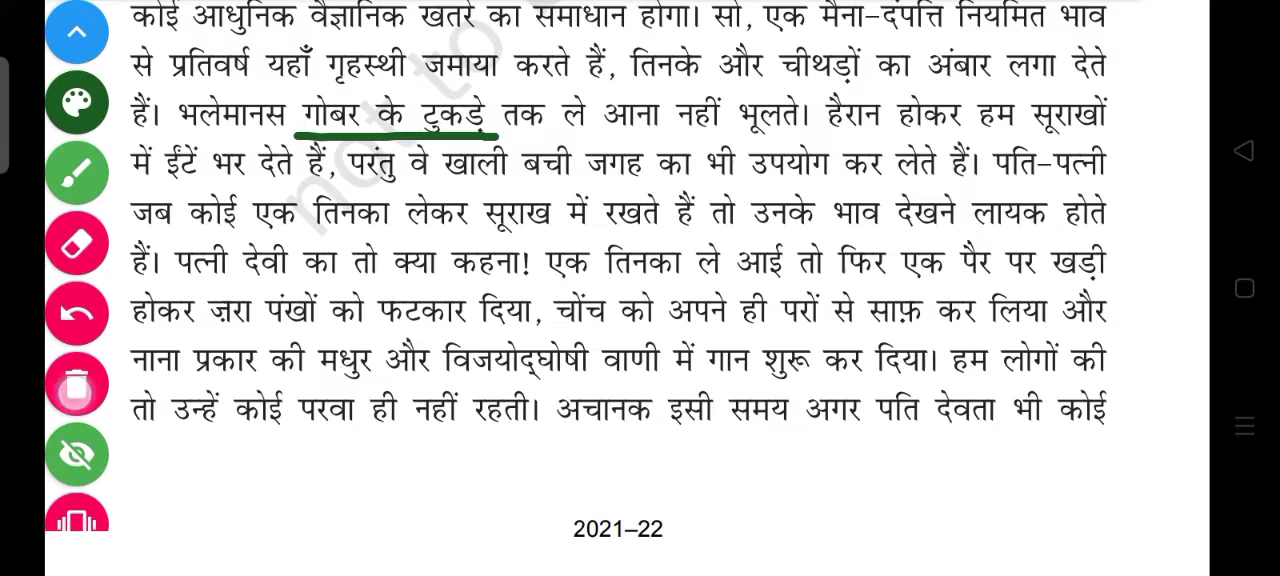 कोई आधुनिक वैज्ञानिक खतरे का समाधान होगा। सो, एक मैना-दंपत्ति नियमित भाव
से प्रतिवर्ष यहाँ गृहस्थी जमाया करते हैं, तिनके और चीथड़ों का अंबार लगा देते
हैं। भलेमानस गोबर के टुकड़े तक ले आना नहीं भूलते। हैरान होकर हम सूराखों
में ईंटें भर देते हैं, परंतु वे खाली बची जगह का भी उपयोग कर लेते हैं। पति-पत्नी
जब कोई एक तिनका लेकर सूराख में रखते हैं तो उनके भाव देखने लायक होते
हैं। पत्नी देवी का तो क्या कहना! एक तिनका ले आई तो फिर एक पैर पर खड़ी
होकर ज़रा पंखों को फटकार दिया, चोंच को अपने ही परों से साफ़ कर लिया और
नाना प्रकार की मधुर और विजयोद्घोषी वाणी में गान शुरू कर दिया। हम लोगों की
तो उन्हें कोई परवा ही नहीं रहती। अचानक इसी समय अगर पति देवता भी कोई
not to
2021–22